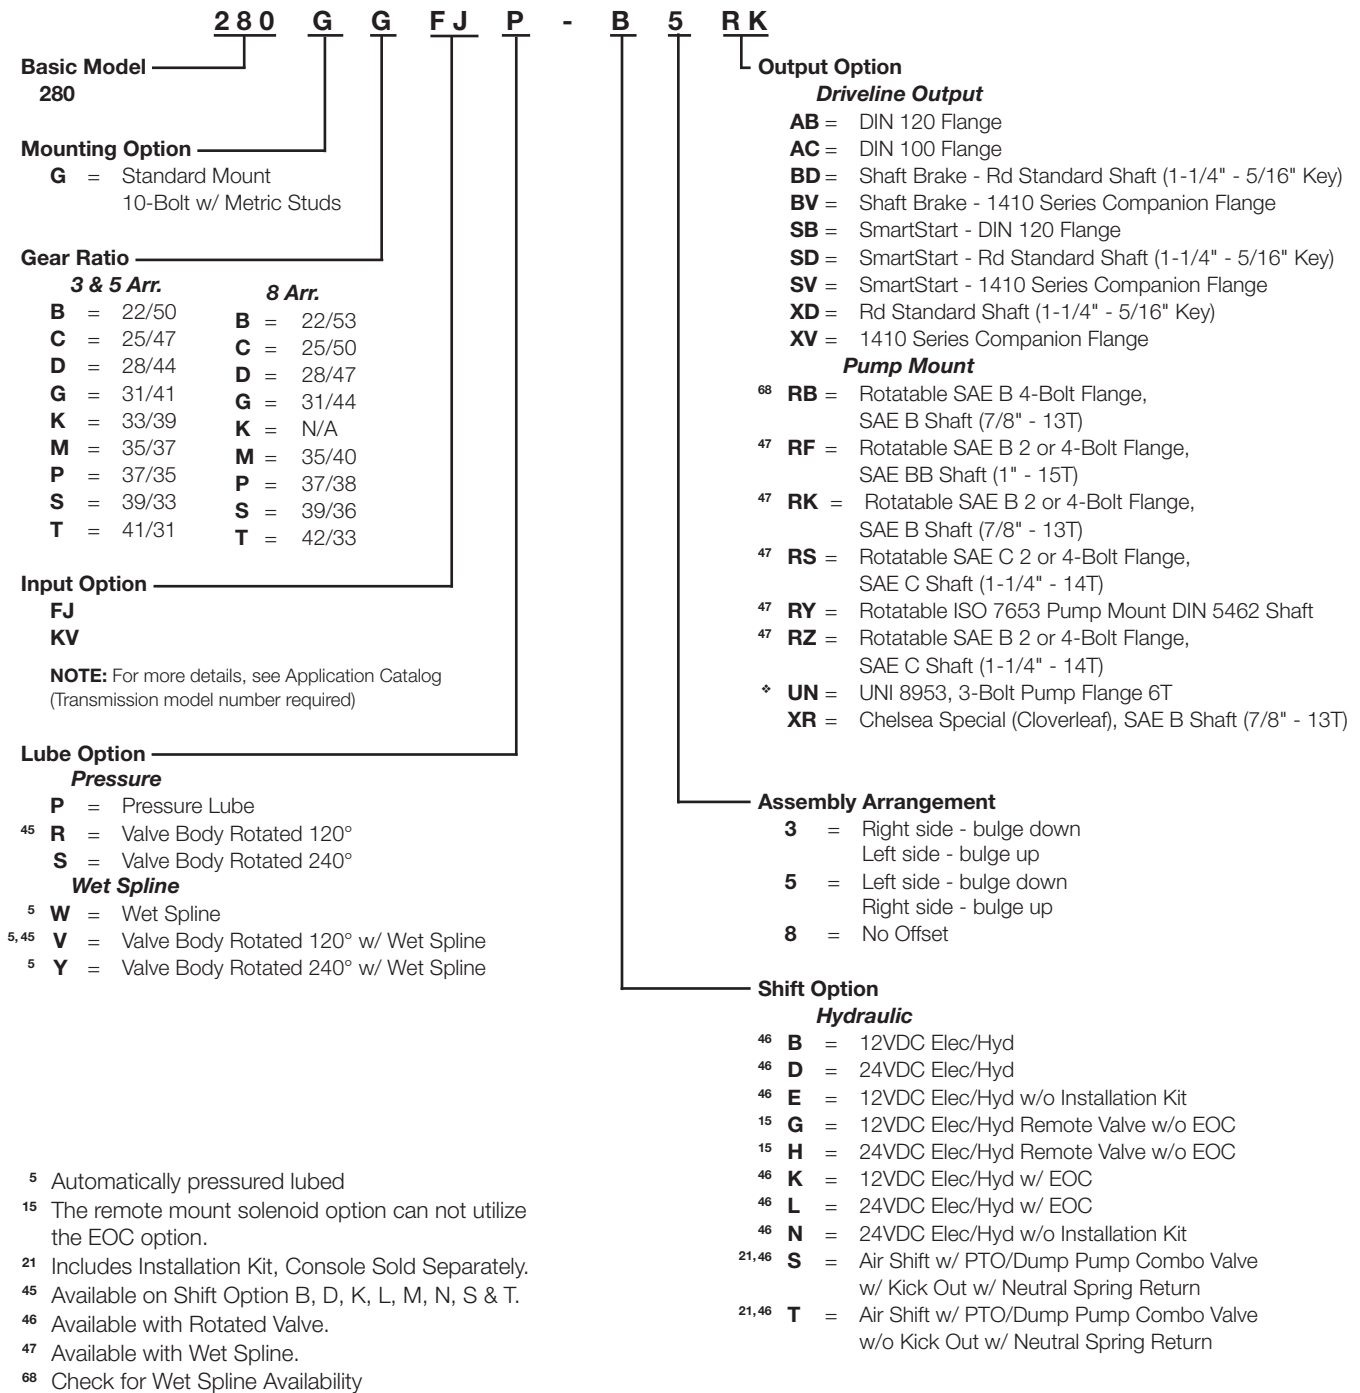 280 G G FJ P - B 5 RK
Basic Model
280
Mounting Option
G = Standard Mount
10-Bolt w/ Metric Studs
Gear Ratio
3 & 5 Arr.
B = 22/50
C = 25/47
D = 28/44
G = 31/41
K = 33/39
M = 35/37
P = 37/35
S = 39/33
T = 41/31
8 Arr.
B = 22/53
C = 25/50
D = 28/47
G = 31/44
K = N/A
M = 35/40
P = 37/38
S = 39/36
T = 42/33
Input Option
FJ
KV
NOTE: For more details, see Application Catalog
(Transmission model number required)
Lube Option
Pressure
P = Pressure Lube
45 R = Valve Body Rotated 120°
S = Valve Body Rotated 240°
Wet Spline
5 W = Wet Spline
5,45 V = Valve Body Rotated 120° w/ Wet Spline
5 Y = Valve Body Rotated 240° w/ Wet Spline
5 Automatically pressured lubed
15 The remote mount solenoid option can not utilize
the EOC option.
21 Includes Installation Kit, Console Sold Separately.
45 Available on Shift Option B, D, K, L, M, N, S & T.
46 Available with Rotated Valve.
47 Available with Wet Spline.
68 Check for Wet Spline Availability
Output Option
Driveline Output
AB = DIN 120 Flange
AC = DIN 100 Flange
BD = Shaft Brake - Rd Standard Shaft (1-1/4" - 5/16" Key)
BV = Shaft Brake - 1410 Series Companion Flange
SB = SmartStart - DIN 120 Flange
SD = SmartStart - Rd Standard Shaft (1-1/4" - 5/16" Key)
SV = SmartStart - 1410 Series Companion Flange
XD = Rd Standard Shaft (1-1/4" - 5/16" Key)
XV = 1410 Series Companion Flange
Pump Mount
68 RB = Rotatable SAE B 4-Bolt Flange,
SAE B Shaft (7/8" - 13T)
47 RF = Rotatable SAE B 2 or 4-Bolt Flange,
SAE BB Shaft (1" - 15T)
47 RK = Rotatable SAE B 2 or 4-Bolt Flange,
SAE B Shaft (7/8" - 13T)
47 RS = Rotatable SAE C 2 or 4-Bolt Flange,
SAE C Shaft (1-1/4" - 14T)
47 RY = Rotatable ISO 7653 Pump Mount DIN 5462 Shaft
47 RZ = Rotatable SAE B 2 or 4-Bolt Flange,
SAE C Shaft (1-1/4" - 14T)
❖ UN = UNI 8953, 3-Bolt Pump Flange 6T
XR = Chelsea Special (Cloverleaf), SAE B Shaft (7/8" - 13T)
Assembly Arrangement
3 = Right side - bulge down
Left side - bulge up
5 = Left side - bulge down
Right side - bulge up
8 = No Offset
Shift Option
Hydraulic
46 B = 12VDC Elec/Hyd
46 D = 24VDC Elec/Hyd
46 E = 12VDC Elec/Hyd w/o Installation Kit
15 G = 12VDC Elec/Hyd Remote Valve w/o EOC
15 H = 24VDC Elec/Hyd Remote Valve w/o EOC
46 K = 12VDC Elec/Hyd w/ EOC
46 L = 24VDC Elec/Hyd w/ EOC
46 N = 24VDC Elec/Hyd w/o Installation Kit
21,46 S = Air Shift w/ PTO/Dump Pump Combo Valve
w/ Kick Out w/ Neutral Spring Return
21,46 T = Air Shift w/ PTO/Dump Pump Combo Valve
w/o Kick Out w/ Neutral Spring Return